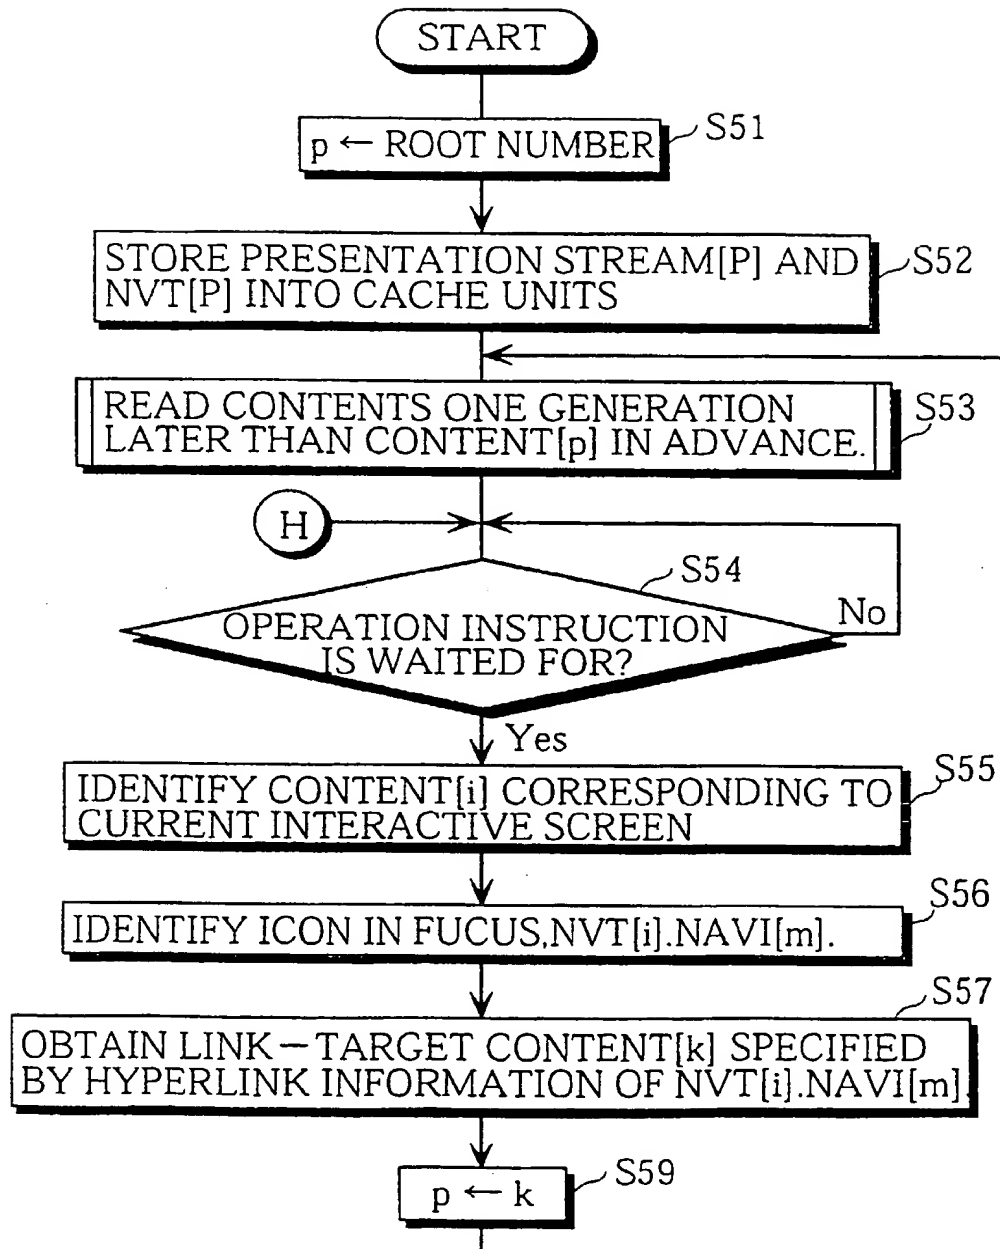 START
p ← ROOT NUMBER
S51
STORE PRESENTATION STREAM[P] AND
NVT[P] INTO CACHE UNITS
S52
READ CONTENTS ONE GENERATION
LATER THAN CONTENT[p] IN ADVANCE.
S53
H
S54
OPERATION INSTRUCTION
IS WAITED FOR?
No
Yes
IDENTIFY CONTENT[i] CORRESPONDING TO
CURRENT INTERACTIVE SCREEN
S55
IDENTIFY ICON IN FUCUS,NVT[i].NAVI[m].
S56
S57
OBTAIN LINK－TARGET CONTENT[k] SPECIFIED
BY HYPERLINK INFORMATION OF NVT[i].NAVI[m].
p ← k
S59